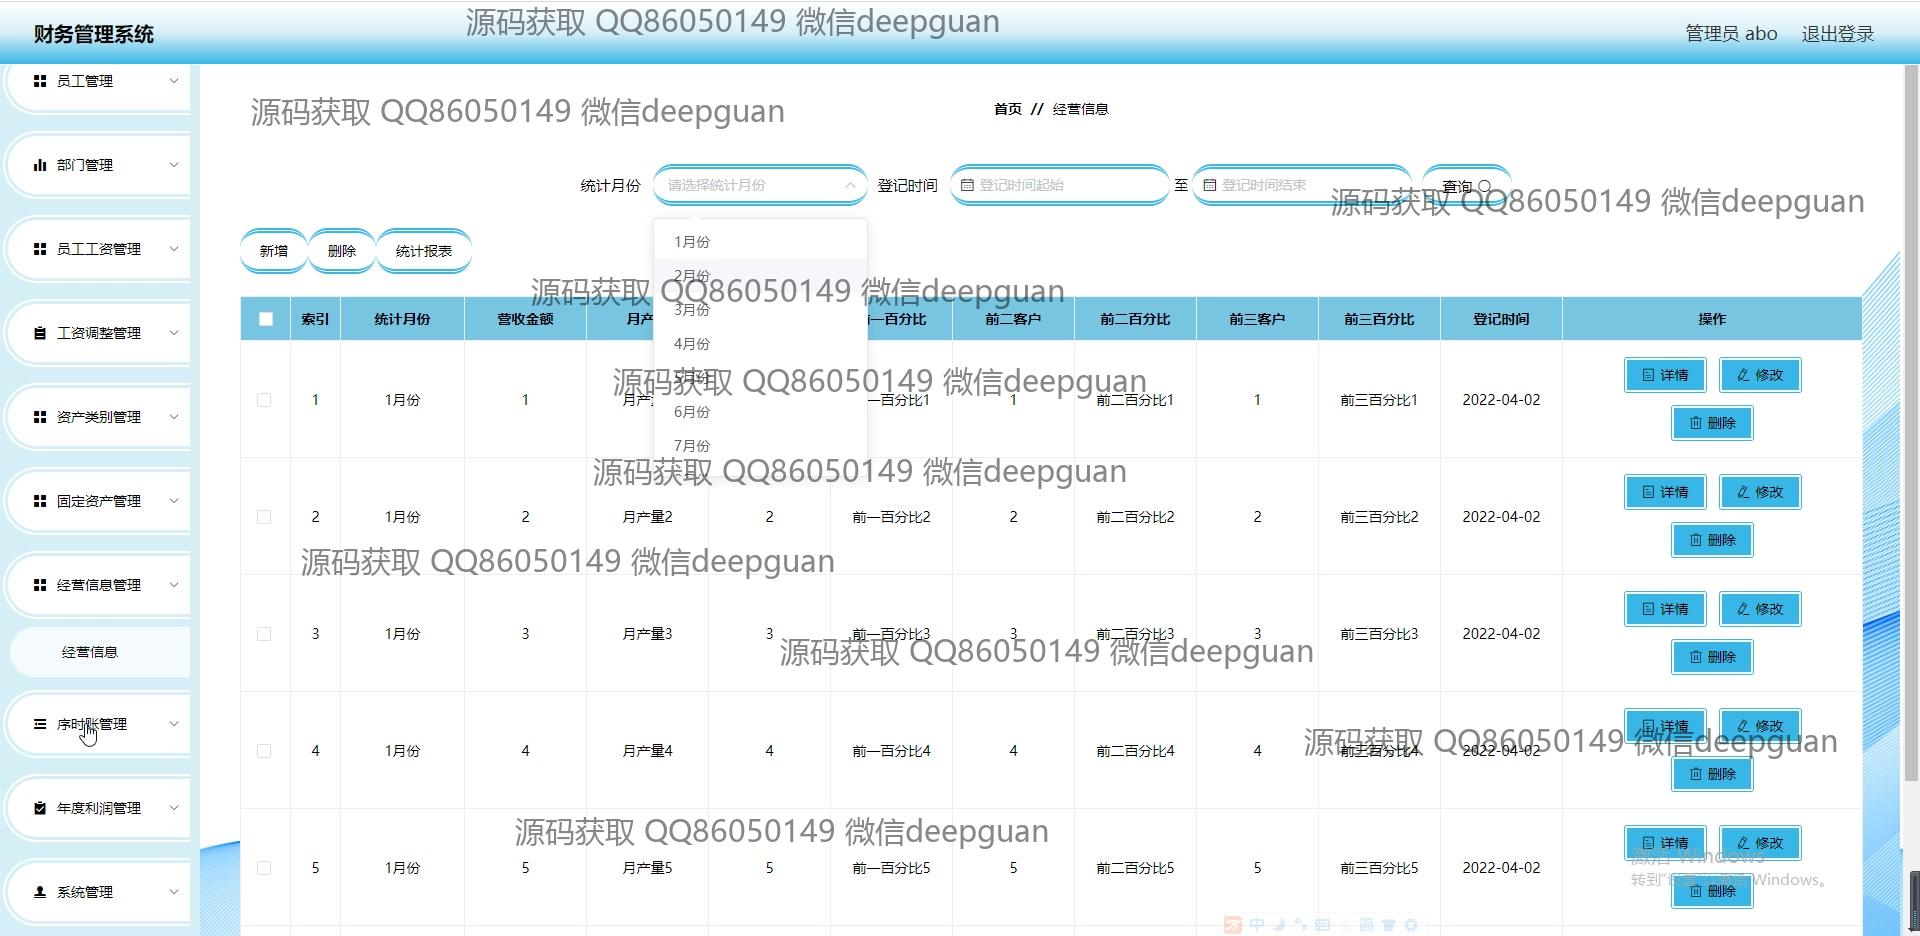 财务管理系统
源码获取 QQ86050149 微信deepguan
管理员 abo 退出登录
员工管理
部门管理
员工工资管理
工资调整管理
资产类别管理
固定资产管理
经营信息管理
经营信息
序时账管理
年度利润管理
系统管理
源码获取 QQ86050149 微信deepguan
首页 // 经营信息
统计月份 请选择统计月份 登记时间 登记时间起始 至 登记时间结束 查询
源码获取 QQ86050149 微信deepguan
新增 删除 统计报表
1月份
2月份
3月份
4月份
5月份
6月份
7月份
源码获取 QQ86050149 微信deepguan
索引 统计月份 营收金额 月产 前一百分比 前二客户 前二百分比 前三客户 前三百分比 登记时间 操作
源码获取 QQ86050149 微信deepguan
1 1月份 1 月产 一百分比1 1 前二百分比1 1 前三百分比1 2022-04-02 详情 修改
删除
源码获取 QQ86050149 微信deepguan
2 1月份 2 月产量2 2 前一百分比2 2 前二百分比2 2 前三百分比2 2022-04-02 详情 修改
删除
源码获取 QQ86050149 微信deepguan
3 1月份 3 月产量3 3 前一百分比3 3 前二百分比3 3 前三百分比3 2022-04-02 详情 修改
删除
源码获取 QQ86050149 微信deepguan
4 1月份 4 月产量4 4 前一百分比4 4 前二百分比4 4 前三百分比4 2022-04-02 详情 修改
删除
源码获取 QQ86050149 微信deepguan
5 1月份 5 月产量5 5 前一百分比5 5 前二百分比5 5 前三百分比5 2022-04-02 详情 修改
删除
源码获取 QQ86050149 微信deepguan
激活 Windows
转到"设置"以激活 Windows。
中 简